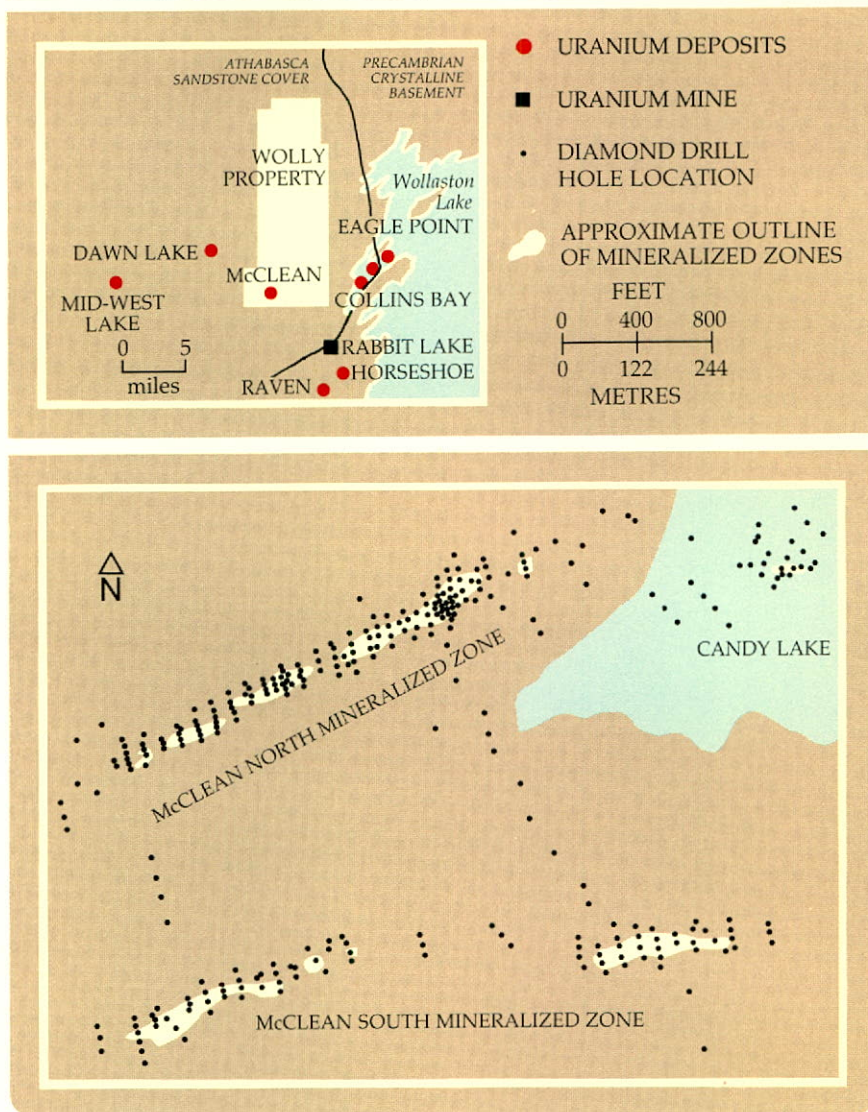 ATHABASCA
SANDSTONE COVER
PRECAMBRIAN
CRYSTALLINE
BASEMENT
WOLLY
PROPERTY
Wollaston
Lake
EAGLE POINT
DAWN LAKE
McCLEAN
MID-WEST
LAKE
COLLINS BAY
0 5
miles
RABBIT LAKE
HORSESHOE
RAVEN
URANIUM DEPOSITS
URANIUM MINE
DIAMOND DRILL
HOLE LOCATION
APPROXIMATE OUTLINE
OF MINERALIZED ZONES
FEET
0 400 800
0 122 244
METRES
N
CANDY LAKE
McCLEAN NORTH MINERALIZED ZONE
McCLEAN SOUTH MINERALIZED ZONE